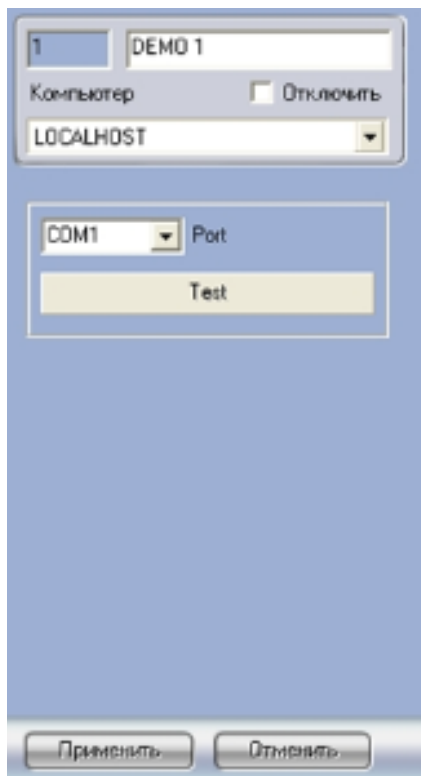 1 DEMO 1
Компьютер Отключить
LOCALHOST
COM1 Port
Test
Применить Отменить